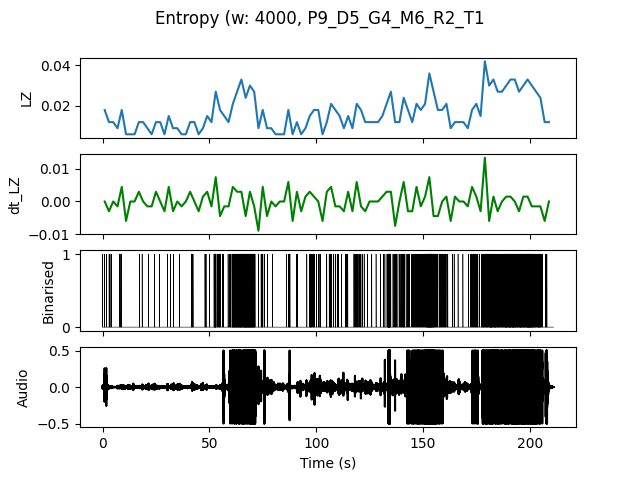 Entropy (w: 4000, P9_D5_G4_M6_R2_T1
0.04
0.02
LZ
0.01
0.00
−0.01
dt_LZ
1
0
Binarised
0.5
0.0
−0.5
Audio
0 50 100 150 200
Time (s)